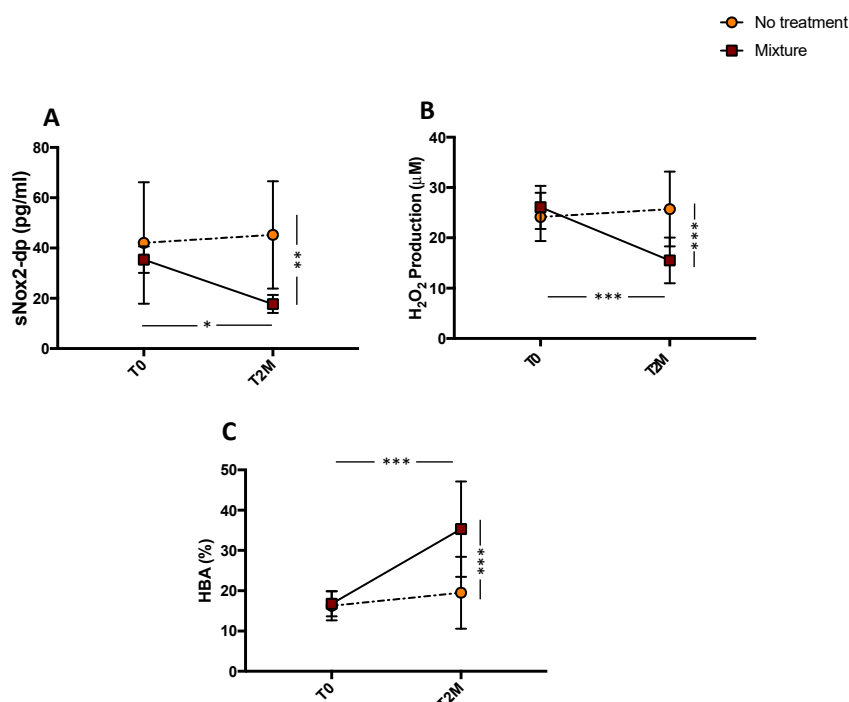 No treatment
Mixture
A
sNox2-dp (pg/ml)
80
60
40
20
0
**
*
T0
T2M
B
H₂O₂ Production (μM)
40
30
20
10
0
***
***
T0
T2M
C
HBA (%)
50
40
30
20
10
0
***
***
T0
T2M